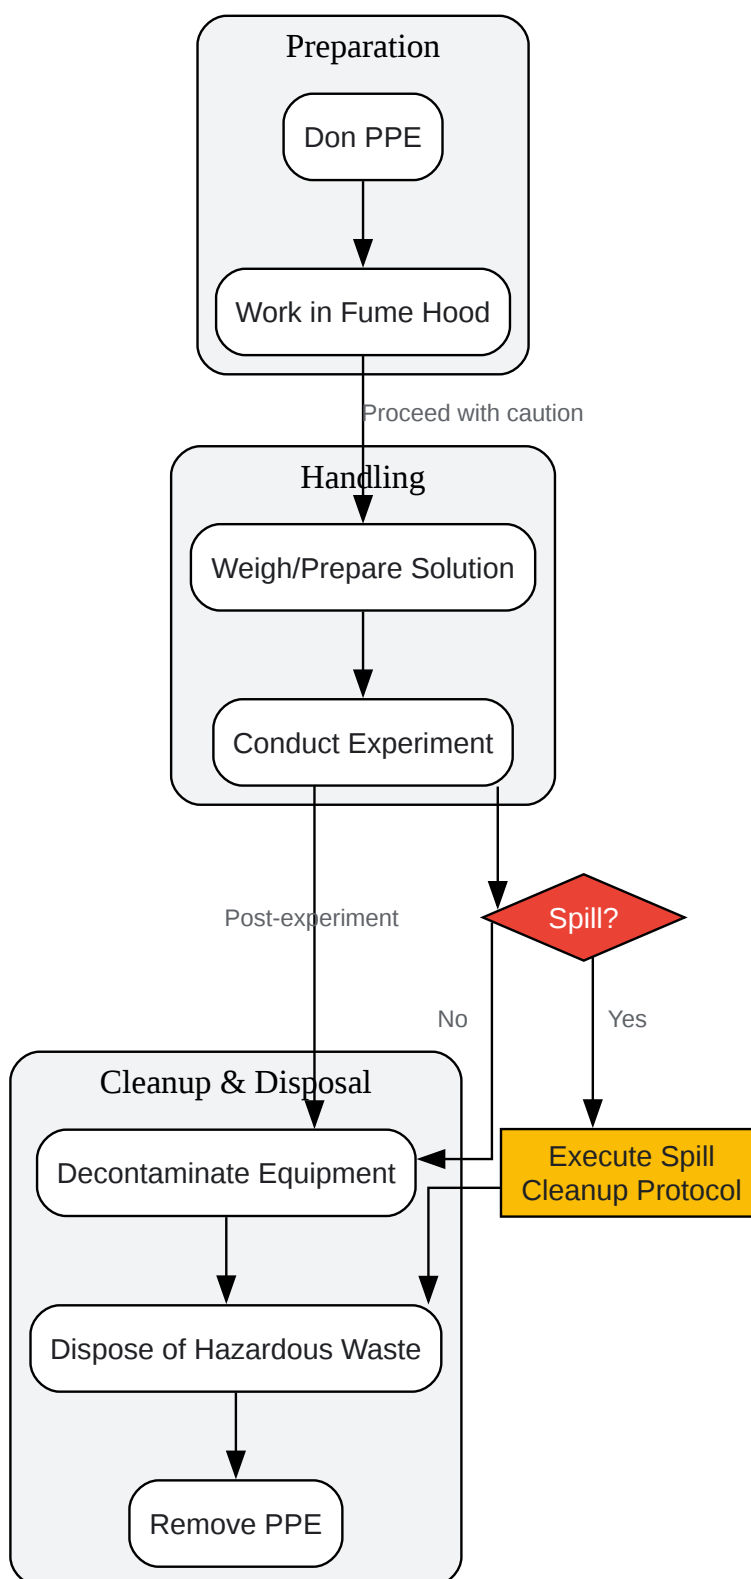 Preparation
Don PPE
Work in Fume Hood
Proceed with caution
Handling
Weigh/Prepare Solution
Conduct Experiment
Post-experiment
Spill?
No
Yes
Cleanup & Disposal
Decontaminate Equipment
Execute Spill
Cleanup Protocol
Dispose of Hazardous Waste
Remove PPE